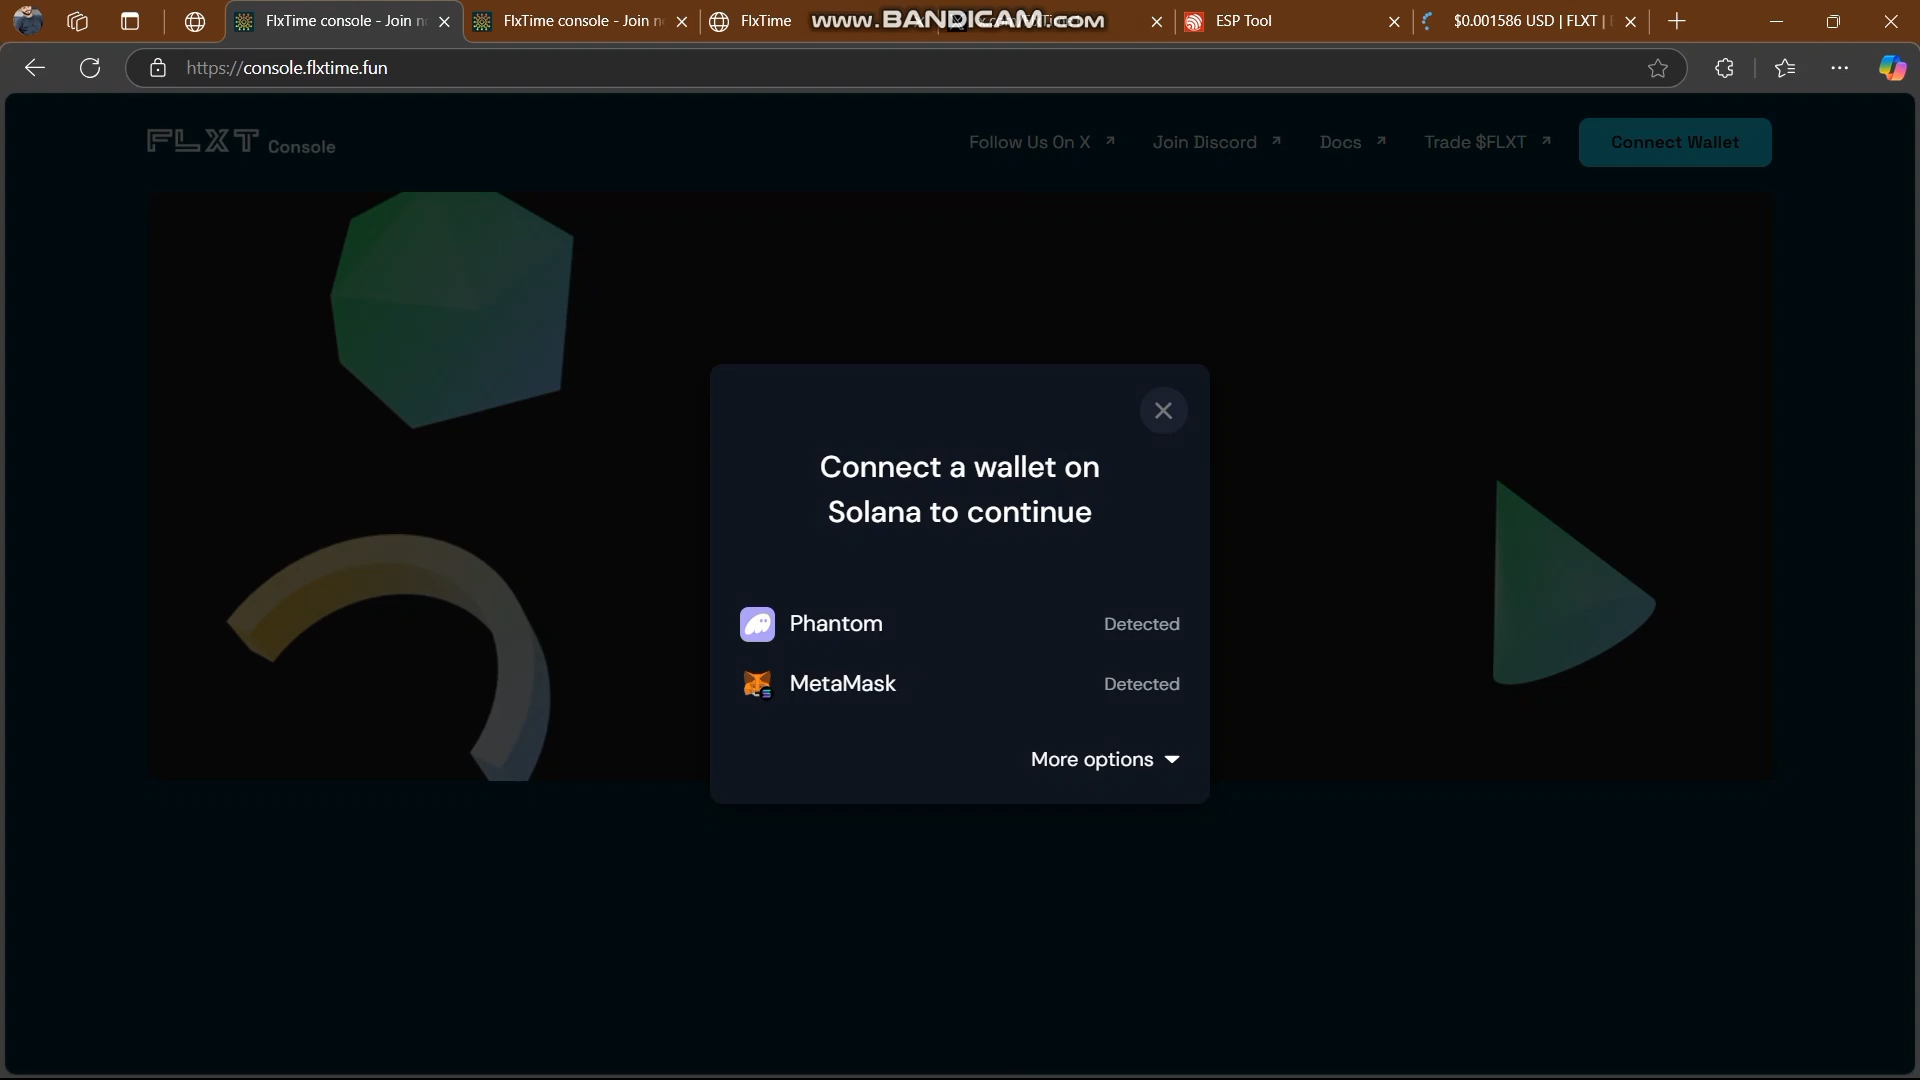 FlxTime console - Join n
FlxTime console - Join n
FlxTime
www.BANDICAM.com
ESP Tool
$0.001586 USD | FLXT |
https://console.flxtime.fun
FLXT Console
Follow Us On X
Join Discord
Docs
Trade $FLXT
Connect Wallet
Connect a wallet on
Solana to continue
Phantom
Detected
MetaMask
Detected
More options